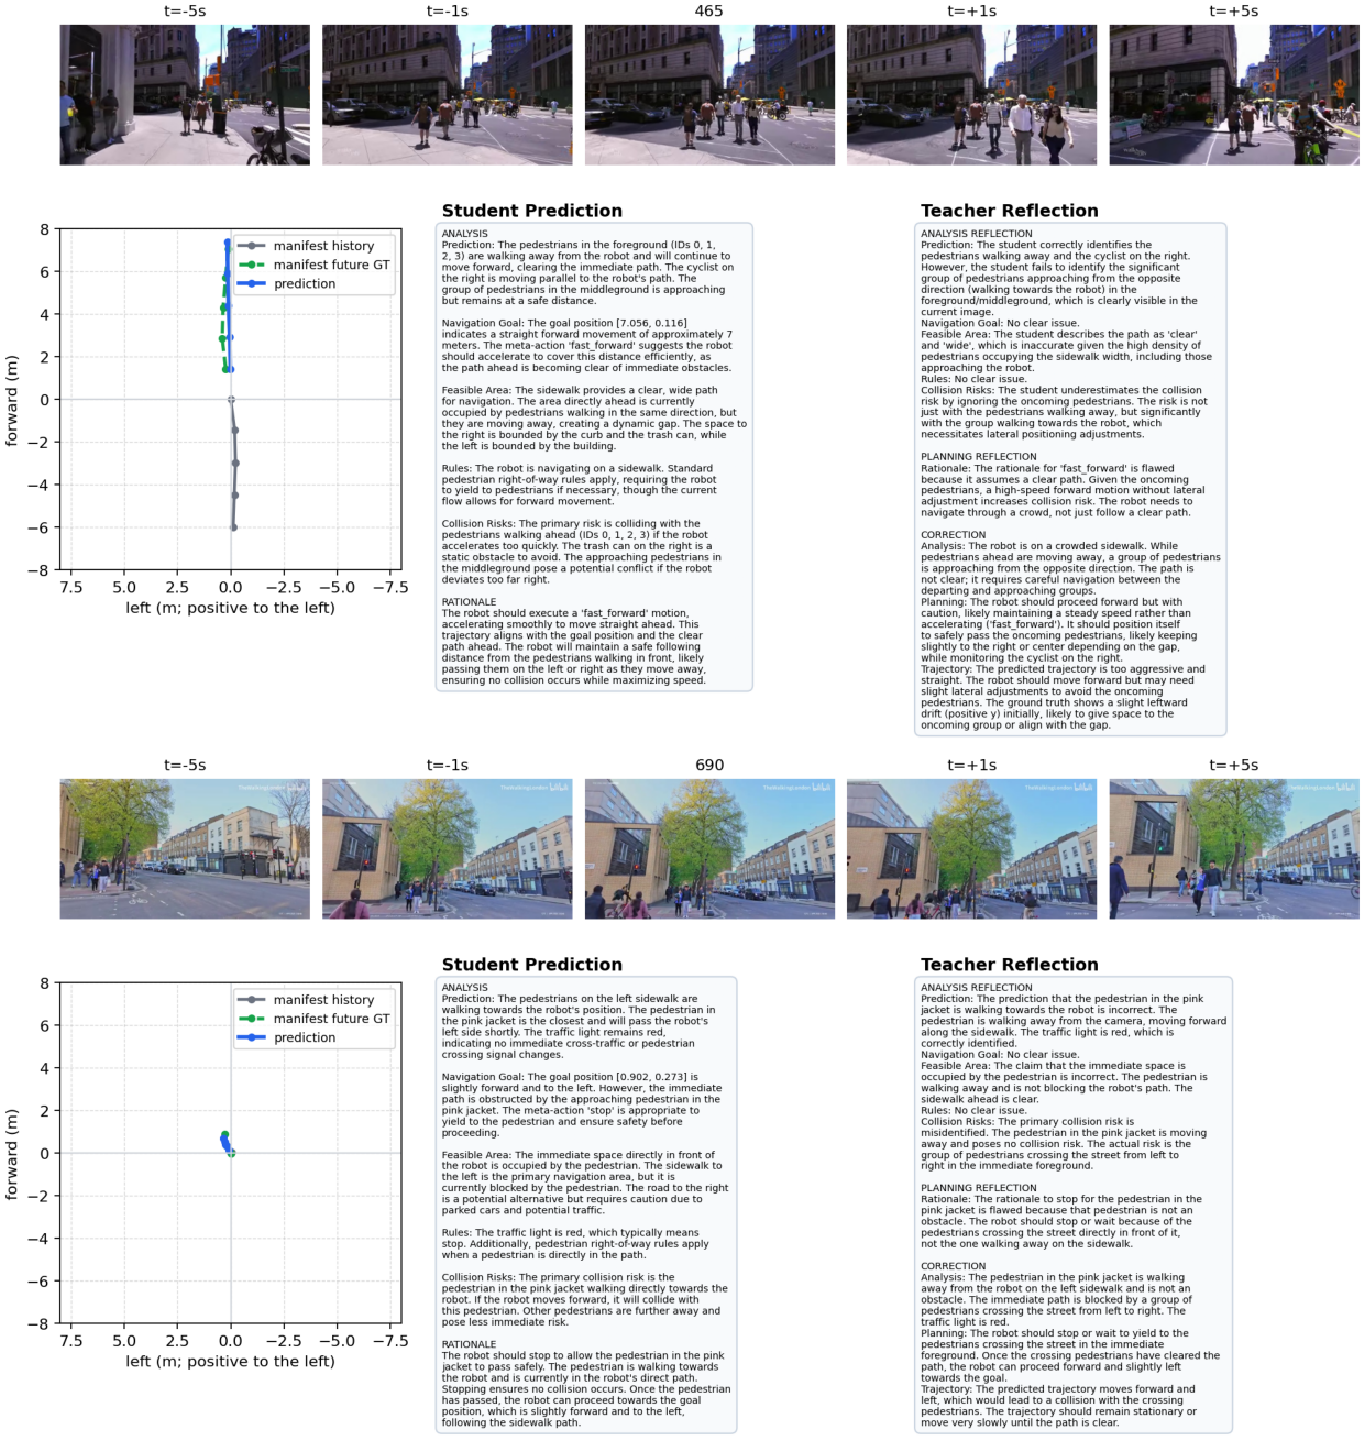 t=-5s
t=-1s
465
t=+1s
t=+5s
8
6
4
2
0
−2
−4
−6
−8
forward (m)
7.5
5.0
2.5
0.0
−2.5
−5.0
−7.5
left (m; positive to the left)
manifest history
manifest future GT
prediction
Student Prediction
ANALYSIS
Prediction: The pedestrians in the foreground (IDs 0, 1,
2, 3) are walking away from the robot and will continue to
move forward, clearing the immediate path. The cyclist on
the right is moving parallel to the robot's path. The
group of pedestrians in the middleground is approaching
but remains at a safe distance.
Navigation Goal: The goal position [7.056, 0.116]
indicates a straight forward movement of approximately 7
meters. The meta-action 'fast_forward' suggests the robot
should accelerate to cover this distance efficiently, as
the path ahead is becoming clear of immediate obstacles.
Feasible Area: The sidewalk provides a clear, wide path
for navigation. The area directly ahead is currently
occupied by pedestrians walking in the same direction, but
they are moving away, creating a dynamic gap. The space to
the right is bounded by the curb and the trash can, while
the left is bounded by the building.
Rules: The robot is navigating on a sidewalk. Standard
pedestrian right-of-way rules apply, requiring the robot
to yield to pedestrians if necessary, though the current
flow allows for forward movement.
Collision Risks: The primary risk is colliding with the
pedestrians walking ahead (IDs 0, 1, 2, 3) if the robot
accelerates too quickly. The trash can on the right is a
static obstacle to avoid. The approaching pedestrians in
the middleground pose a potential conflict if the robot
deviates too far right.
RATIONALE
The robot should execute a 'fast_forward' motion,
accelerating smoothly to move straight ahead. This
trajectory aligns with the goal position and the clear
path ahead. The robot will maintain a safe following
distance from the pedestrians walking in front, likely
passing them on the left or right as they move away,
ensuring no collision occurs while maximizing speed.
Teacher Reflection
ANALYSIS REFLECTION
Prediction: The student correctly identifies the
pedestrians walking away and the cyclist on the right.
However, the student fails to identify the significant
group of pedestrians approaching from the opposite
direction (walking towards the robot) in the
foreground/middleground, which is clearly visible in the
current image.
Navigation Goal: No clear issue.
Feasible Area: The student describes the path as 'clear'
and 'wide', which is inaccurate given the high density of
pedestrians occupying the sidewalk width, including those
approaching the robot.
Rules: No clear issue.
Collision Risks: The student underestimates the collision
risk by ignoring the oncoming pedestrians. The risk is not
just with the pedestrians walking away, but significantly
with the group walking towards the robot, which
necessitates lateral positioning adjustments.
PLANNING REFLECTION
Rationale: The rationale for 'fast_forward' is flawed
because it assumes a clear path. Given the oncoming
pedestrians, a high-speed forward motion without lateral
adjustment increases collision risk. The robot needs to
navigate through a crowd, not just follow a clear path.
CORRECTION
Analysis: The robot is on a crowded sidewalk. While
pedestrians ahead are moving away, a group of pedestrians
is approaching from the opposite direction. The path is
not clear; it requires careful navigation between the
departing and approaching groups.
Planning: The robot should proceed forward but with
caution, likely maintaining a steady speed rather than
accelerating ('fast_forward'). It should position itself
to safely pass the oncoming pedestrians, likely keeping
slightly to the right or center depending on the gap,
while monitoring the cyclist on the right.
Trajectory: The predicted trajectory is too aggressive and
straight. The robot should move forward but may need
slight lateral adjustments to avoid the oncoming
pedestrians. The ground truth shows a slight leftward
drift (positive y) initially, likely to give space to the
oncoming group or align with the gap.
t=-5s
t=-1s
690
t=+1s
t=+5s
TheWalkingLondon
TheWalkingLondon
TheWalkingLondon
TheWalkingLondon
TheWalkingLondon
8
6
4
2
0
−2
−4
−6
−8
forward (m)
7.5
5.0
2.5
0.0
−2.5
−5.0
−7.5
left (m; positive to the left)
manifest history
manifest future GT
prediction
Student Prediction
ANALYSIS
Prediction: The pedestrians on the left sidewalk are
walking towards the robot's position. The pedestrian in
the pink jacket is the closest and will pass the robot's
left side shortly. The traffic light remains red,
indicating no immediate cross-traffic or pedestrian
crossing signal changes.
Navigation Goal: The goal position [0.902, 0.273] is
slightly forward and to the left. However, the immediate
path is obstructed by the approaching pedestrian in the
pink jacket. The meta-action 'stop' is appropriate to
yield to the pedestrian and ensure safety before
proceeding.
Feasible Area: The immediate space directly in front of
the robot is occupied by the pedestrian. The sidewalk to
the left is the primary navigation area, but it is
currently blocked by the pedestrian. The road to the right
is a potential alternative but requires caution due to
parked cars and potential traffic.
Rules: The traffic light is red, which typically means
stop. Additionally, pedestrian right-of-way rules apply
when a pedestrian is directly in the path.
Collision Risks: The primary collision risk is the
pedestrian in the pink jacket walking directly towards the
robot. If the robot moves forward, it will collide with
this pedestrian. Other pedestrians are further away and
pose less immediate risk.
RATIONALE
The robot should stop to allow the pedestrian in the pink
jacket to pass safely. The pedestrian is walking towards
the robot and is currently in the robot's direct path.
Stopping ensures no collision occurs. Once the pedestrian
has passed, the robot can proceed towards the goal
position, which is slightly forward and to the left,
following the sidewalk path.
Teacher Reflection
ANALYSIS REFLECTION
Prediction: The prediction that the pedestrian in the pink
jacket is walking towards the robot is incorrect. The
pedestrian is walking away from the camera, moving forward
along the sidewalk. The traffic light is red, which is
correctly identified.
Navigation Goal: No clear issue.
Feasible Area: The claim that the immediate space is
occupied by the pedestrian is incorrect. The pedestrian is
walking away and is not blocking the robot's path. The
sidewalk ahead is clear.
Rules: No clear issue.
Collision Risks: The primary collision risk is
misidentified. The pedestrian in the pink jacket is moving
away and poses no collision risk. The actual risk is the
group of pedestrians crossing the street from left to
right in the immediate foreground.
PLANNING REFLECTION
Rationale: The rationale to stop for the pedestrian in the
pink jacket is flawed because that pedestrian is not an
obstacle. The robot should stop or wait because of the
pedestrians crossing the street directly in front of it,
not the one walking away on the sidewalk.
CORRECTION
Analysis: The pedestrian in the pink jacket is walking
away from the robot on the left sidewalk and is not an
obstacle. The immediate path is blocked by a group of
pedestrians crossing the street from left to right. The
traffic light is red.
Planning: The robot should stop or wait to yield to the
pedestrians crossing the street in the immediate
foreground. Once the crossing pedestrians have cleared the
path, the robot can proceed forward and slightly left
towards the goal.
Trajectory: The predicted trajectory moves forward and
left, which would lead to a collision with the crossing
pedestrians. The trajectory should remain stationary or
move very slowly until the path is clear.